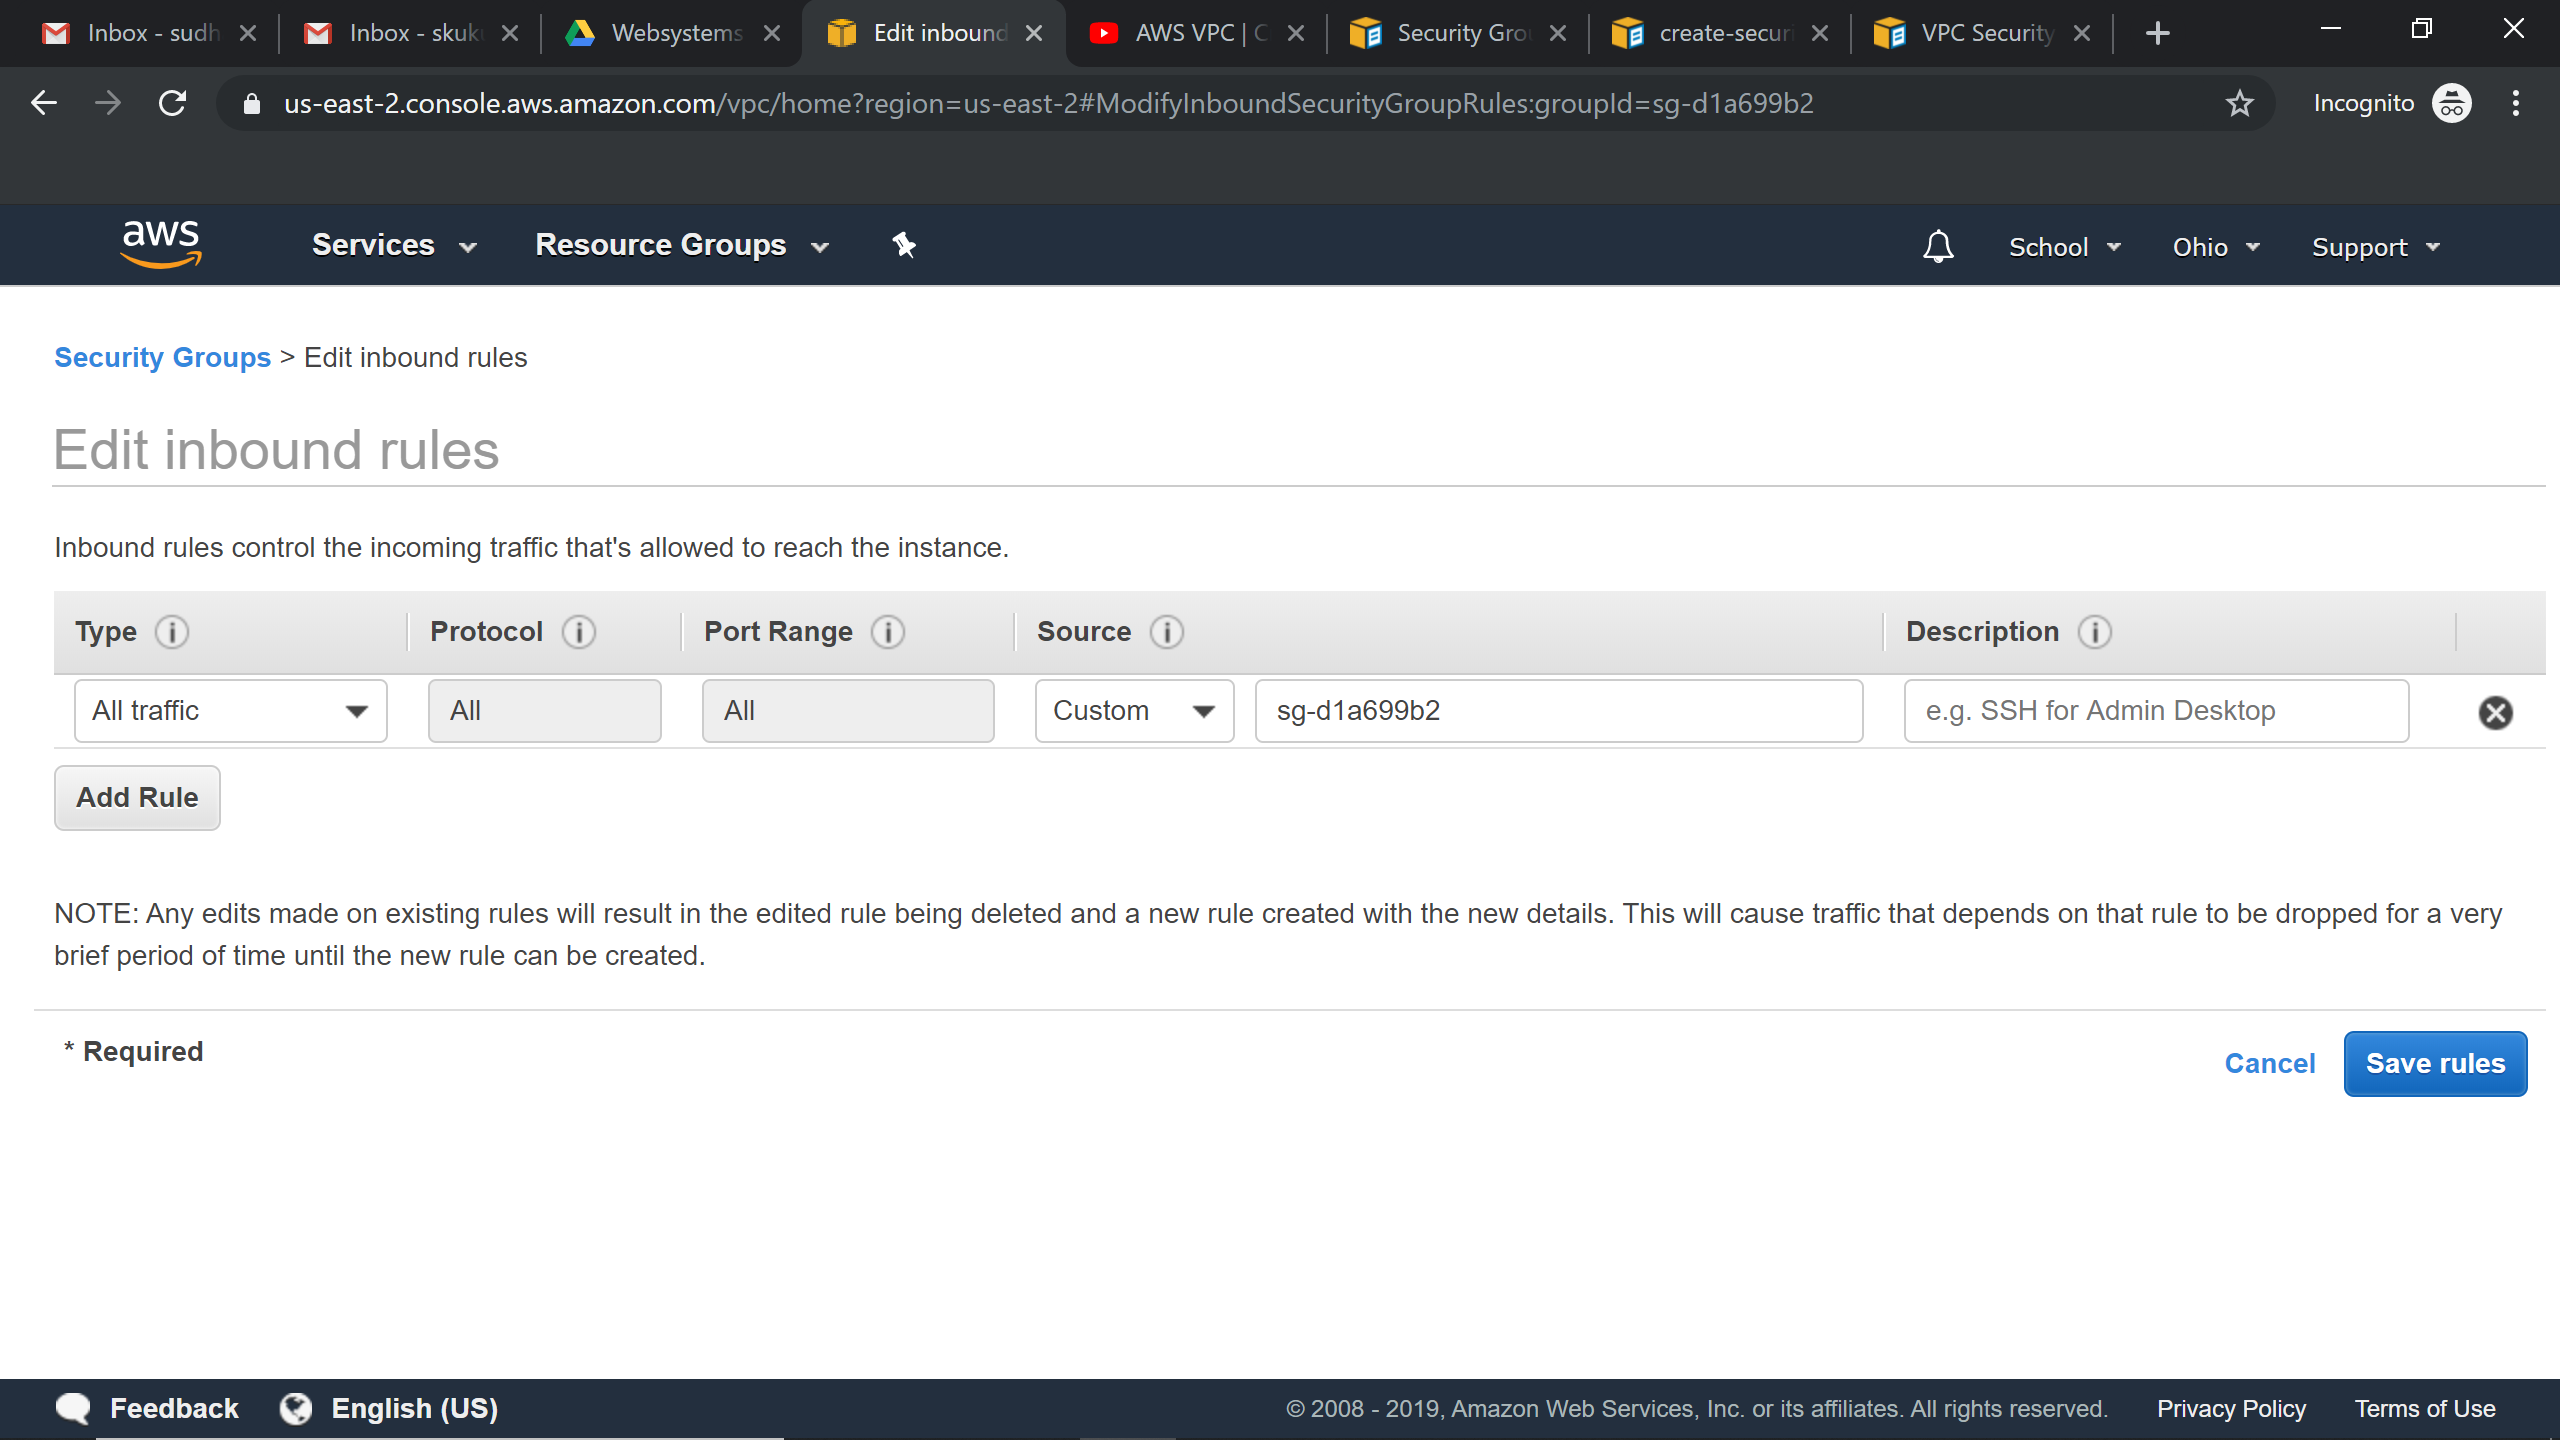 Inbox - sudh
Inbox - skuk
Websystems
Edit inbound
AWS VPC | C
Security Gro
create-securi
VPC Security
us-east-2.console.aws.amazon.com/vpc/home?region=us-east-2#ModifyInboundSecurityGroupRules:groupId=sg-d1a699b2
Incognito
aws
Services
Resource Groups
School
Ohio
Support
Security Groups > Edit inbound rules
Edit inbound rules
Inbound rules control the incoming traffic that's allowed to reach the instance.
Type
Protocol
Port Range
Source
Description
All traffic
All
All
Custom
sg-d1a699b2
e.g. SSH for Admin Desktop
Add Rule
NOTE: Any edits made on existing rules will result in the edited rule being deleted and a new rule created with the new details. This will cause traffic that depends on that rule to be dropped for a very
brief period of time until the new rule can be created.
* Required
Cancel
Save rules
Feedback
English (US)
© 2008 - 2019, Amazon Web Services, Inc. or its affiliates. All rights reserved.
Privacy Policy
Terms of Use